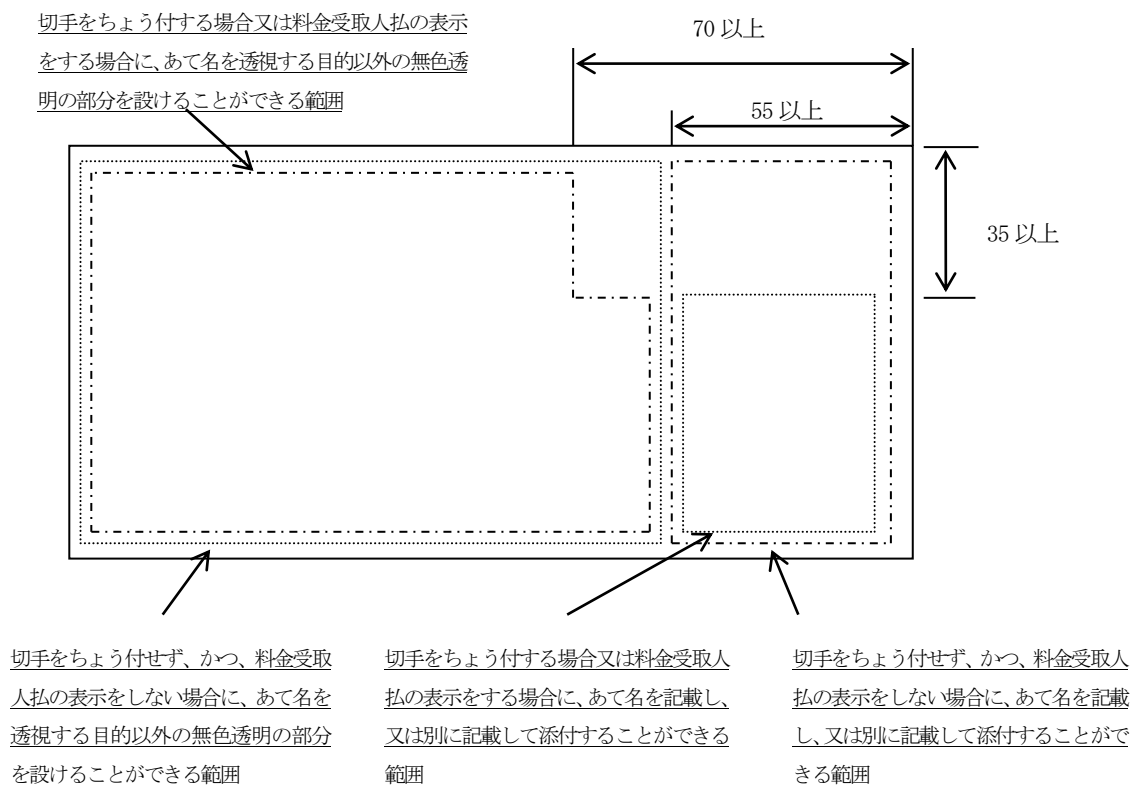 切手をちょう付する場合又は料金受取人払の表示
をする場合に、あて名を透視する目的以外の無色透
明の部分を設けることができる範囲
70 以上
55 以上
35 以上
切手をちょう付せず、かつ、料金受取
人払の表示をしない場合に、あて名を
透視する目的以外の無色透明の部分
を設けることができる範囲
切手をちょう付する場合又は料金受取人
払の表示をする場合に、あて名を記載し、
又は別に記載して添付することができる
範囲
切手をちょう付せず、かつ、料金受取人
払の表示をしない場合に、あて名を記載
し、又は別に記載して添付することがで
きる範囲